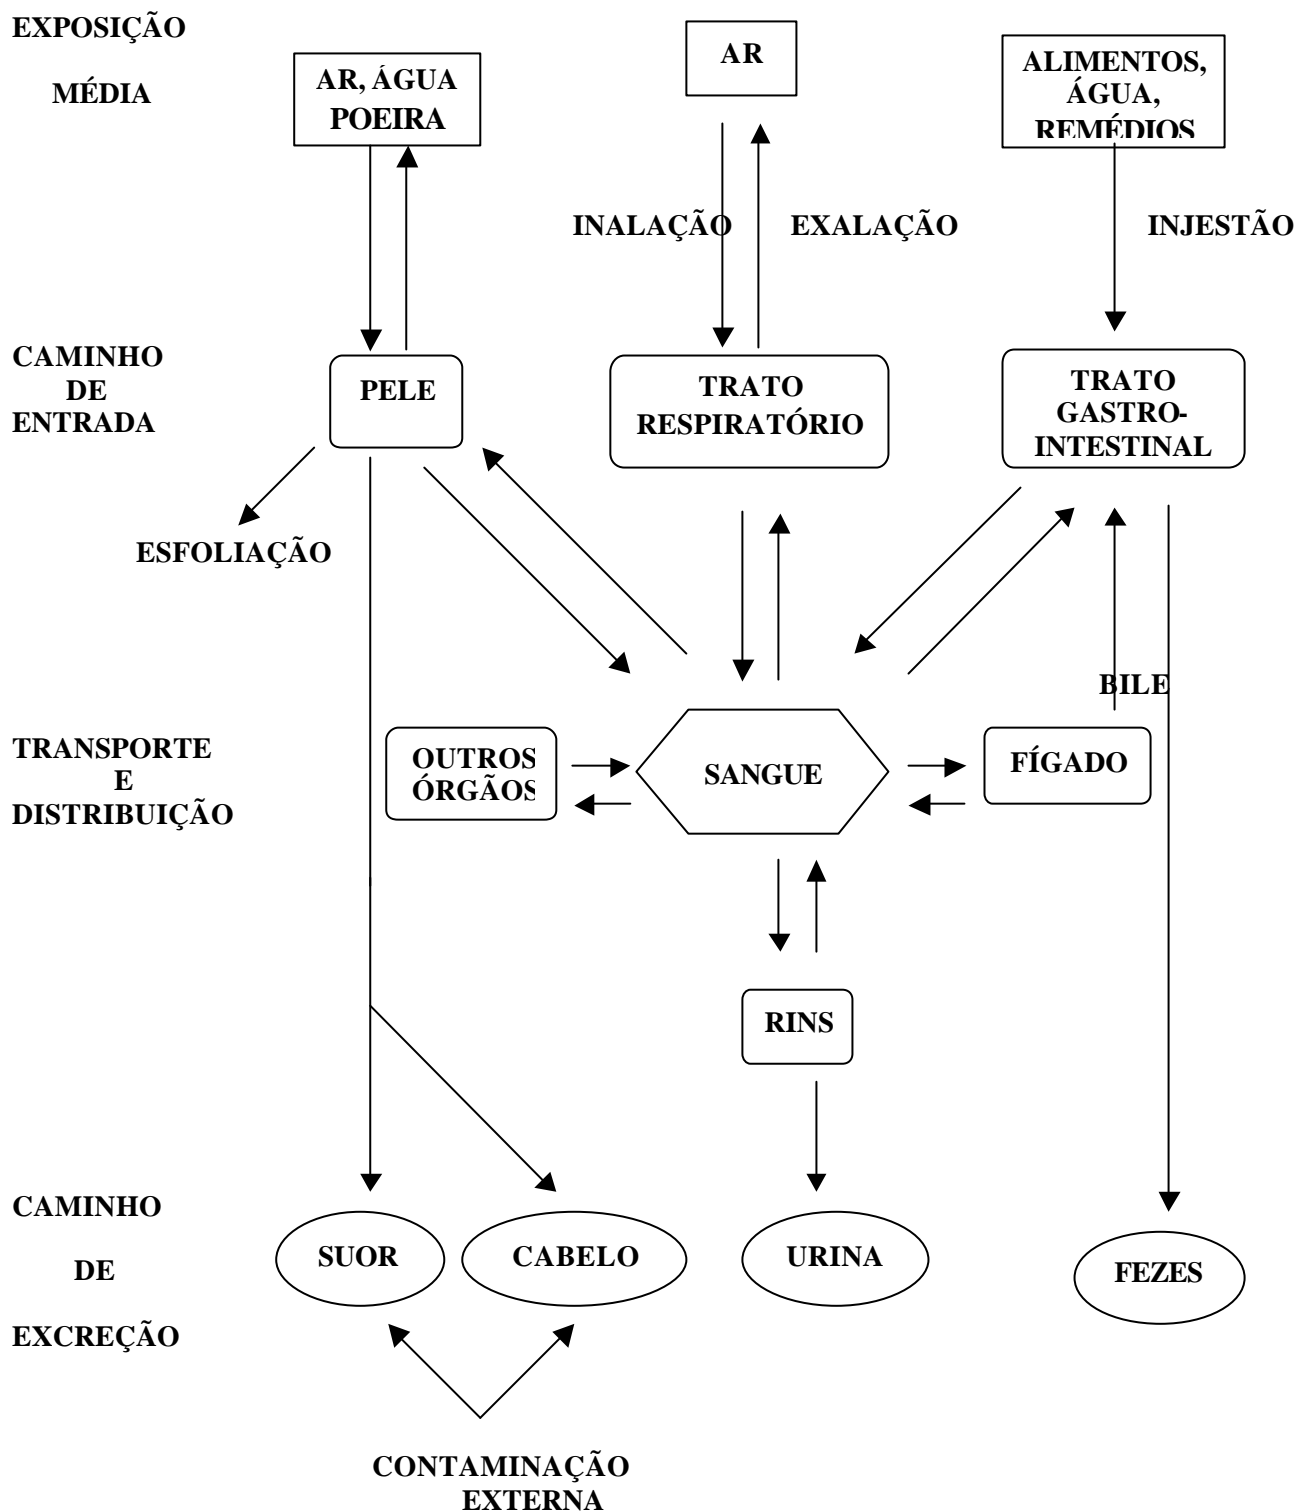 EXPOSIÇÃO
MÉDIA
AR, ÁGUA
POEIRA
AR
ALIMENTOS,
ÁGUA,
REMÉDIOS
INALAÇÃO
EXALAÇÃO
INJESTÃO
CAMINHO
DE
ENTRADA
PELE
TRATO
RESPIRATÓRIO
TRATO
GASTRO-
INTESTINAL
ESFOLIAÇÃO
BILE
TRANSPORTE
E
DISTRIBUIÇÃO
OUTROS
ÓRGÃOS
SANGUE
FÍGADO
RINS
CAMINHO
DE
EXCREÇÃO
SUOR
CABELO
URINA
FEZES
CONTAMINAÇÃO
EXTERNA